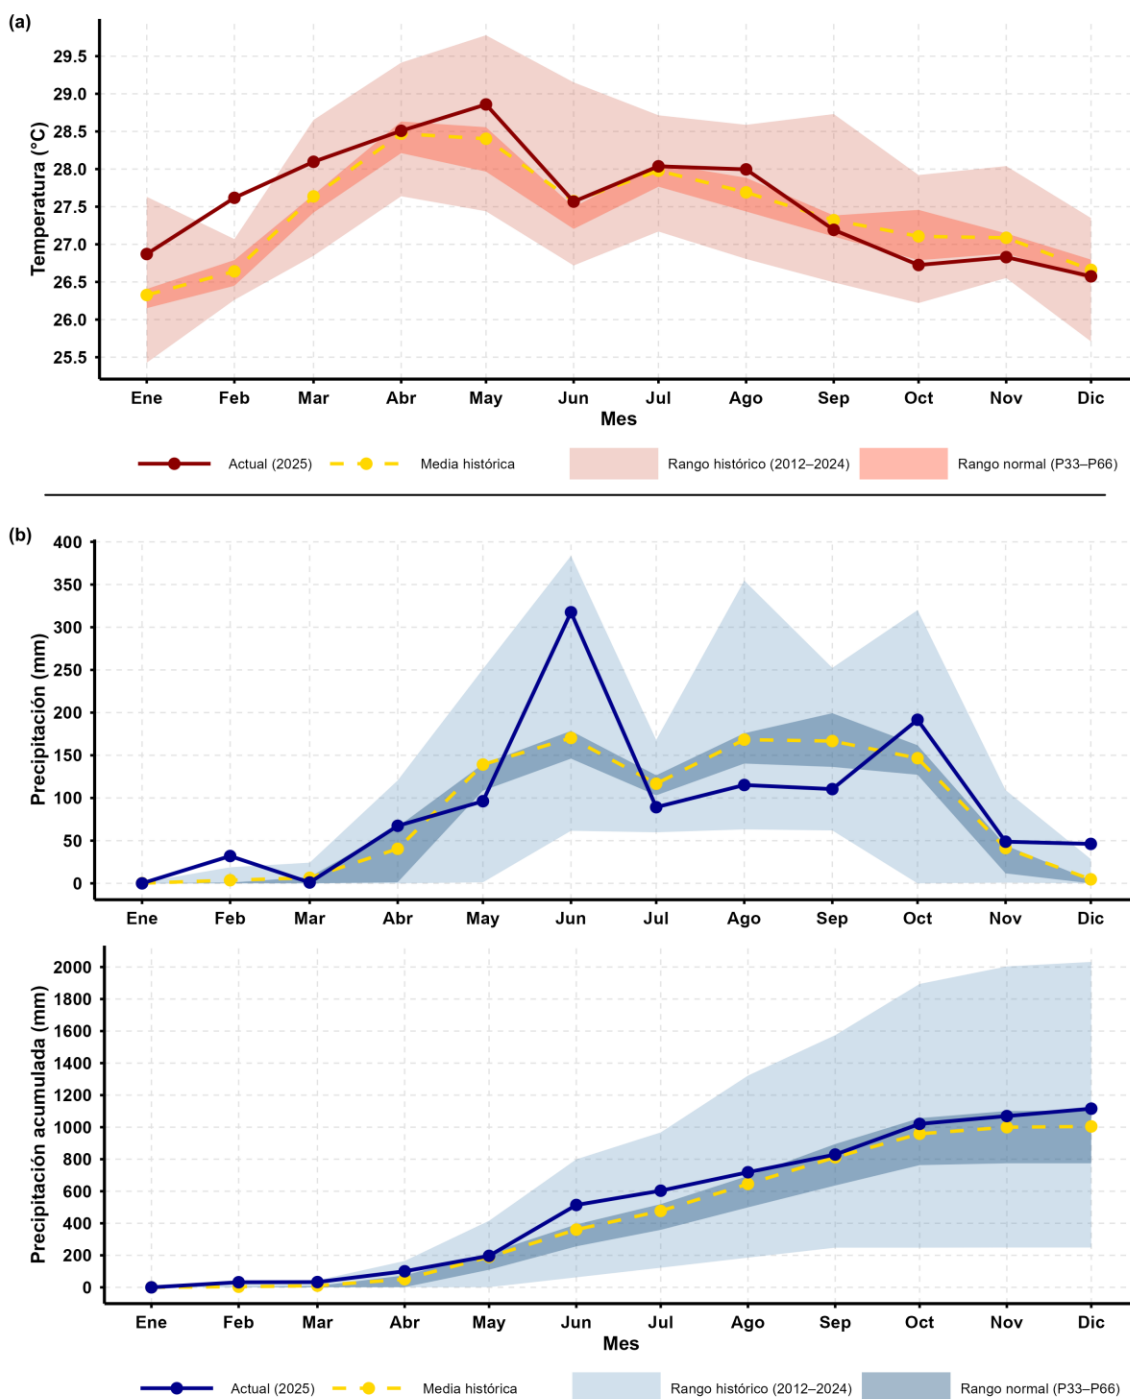 (a)
Temperatura (°C)
29.5
29.0
28.5
28.0
27.5
27.0
26.5
26.0
25.5
Ene Feb Mar Abr May Jun Jul Ago Sep Oct Nov Dic
Mes
Actual (2025) Media histórica Rango histórico (2012–2024) Rango normal (P33–P66)
(b)
Precipitación (mm)
400
350
300
250
200
150
100
50
0
Ene Feb Mar Abr May Jun Jul Ago Sep Oct Nov Dic
Precipitación acumulada (mm)
2000
1800
1600
1400
1200
1000
800
600
400
200
0
Ene Feb Mar Abr May Jun Jul Ago Sep Oct Nov Dic
Mes
Actual (2025) Media histórica Rango histórico (2012–2024) Rango normal (P33–P66)